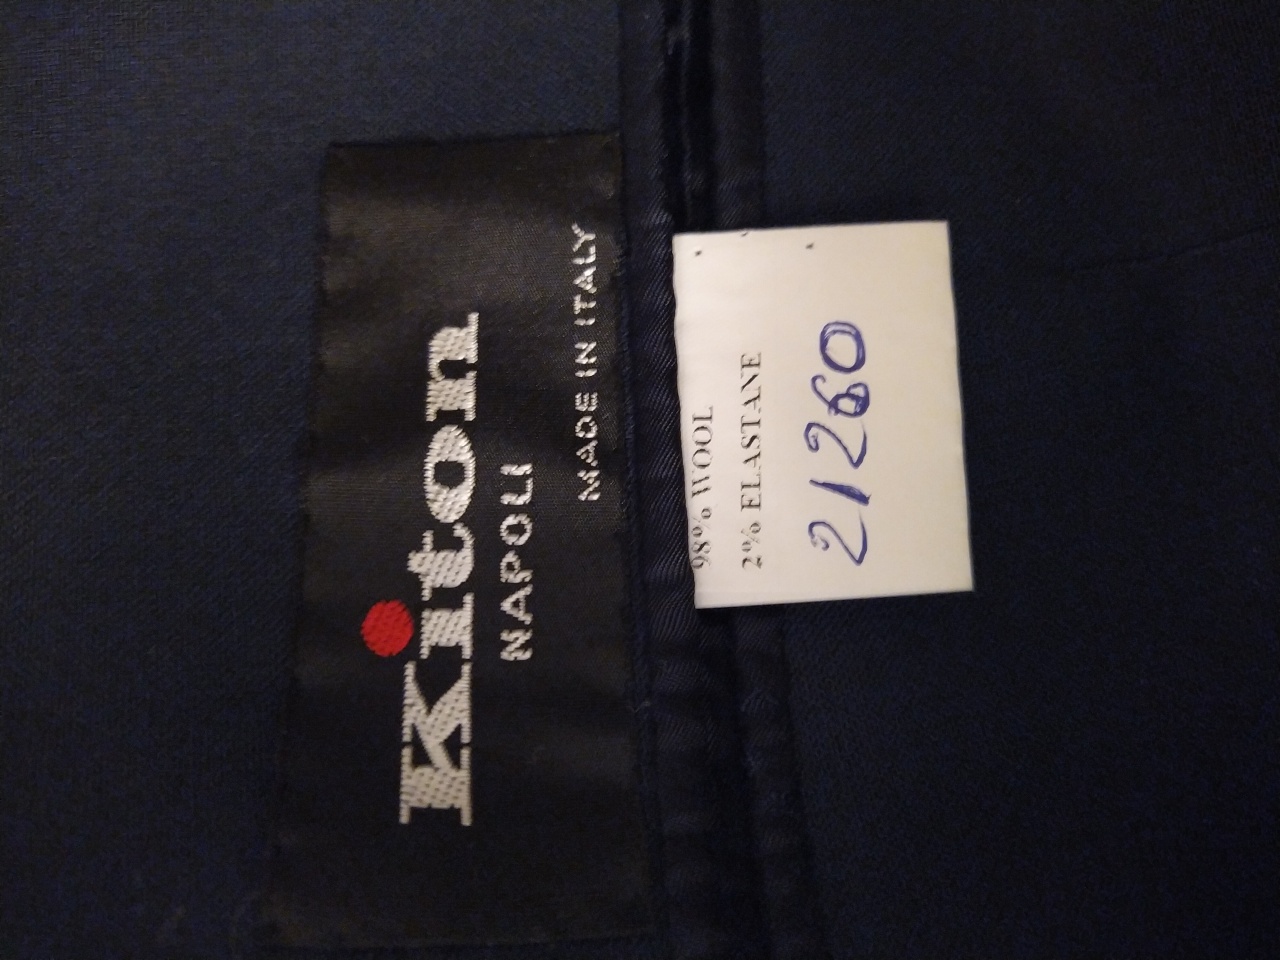 Kiton
NAPOLI
MADE IN ITALY
98% WOOL
2% ELASTANE
21260